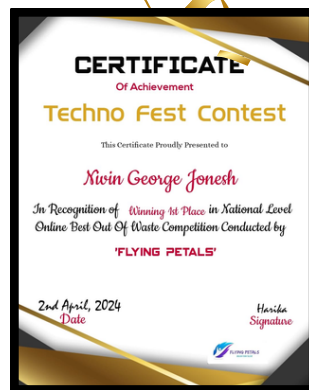 CERTIFICATE
Of Achievement
Techno Fest Contest
This Certificate Proudly Presented to
Nivin George Jonesh
In Recognition of Winning 1st Place in National Level
Online Best Out Of Waste Competition Conducted by
'FLYING PETALS'
2nd April, 2024
Date
Harika
Signature
FLYING PETALS